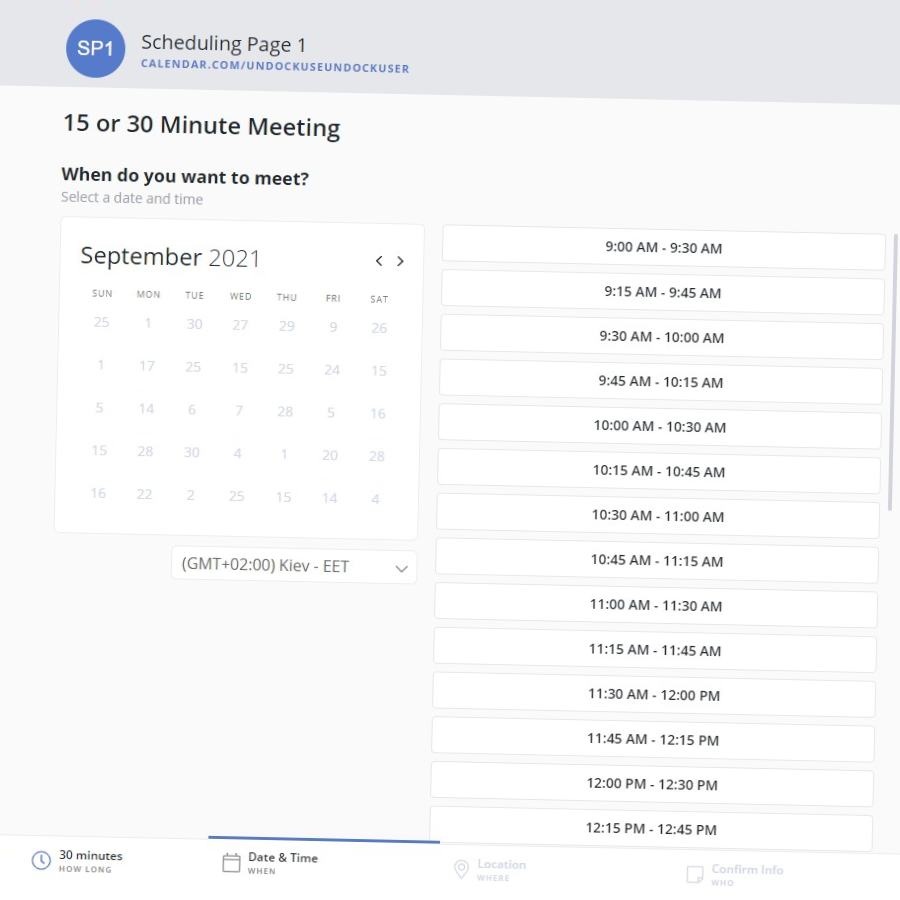 SP1
Scheduling Page 1
CALENDAR.COM/UNDOCKUSEUNDOCKUSER
15 or 30 Minute Meeting
When do you want to meet?
Select a date and time
September 2021
SUN MON TUE WED THU FRI SAT
25 1 30 27 29 9 26
1 17 25 15 25 24 15
5 14 6 7 28 5 16
15 28 30 4 1 20 28
16 22 2 25 15 14 4
(GMT+02:00) Kiev - EET
9:00 AM - 9:30 AM
9:15 AM - 9:45 AM
9:30 AM - 10:00 AM
9:45 AM - 10:15 AM
10:00 AM - 10:30 AM
10:15 AM - 10:45 AM
10:30 AM - 11:00 AM
10:45 AM - 11:15 AM
11:00 AM - 11:30 AM
11:15 AM - 11:45 AM
11:30 AM - 12:00 PM
11:45 AM - 12:15 PM
12:00 PM - 12:30 PM
12:15 PM - 12:45 PM
30 minutes
HOW LONG
Date & Time
WHEN
Location
WHERE
Confirm Info
WHO